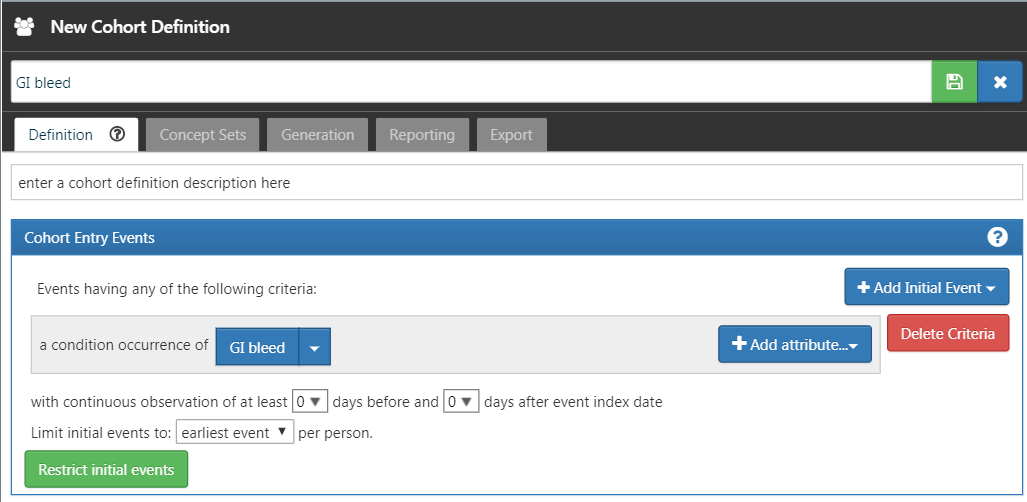 New Cohort Definition
GI bleed
Definition Concept Sets Generation Reporting Export
enter a cohort definition description here
Cohort Entry Events
Events having any of the following criteria:
Add Initial Event
a condition occurrence of GI bleed
Add attribute...
Delete Criteria
with continuous observation of at least 0 days before and 0 days after event index date
Limit initial events to: earliest event per person.
Restrict initial events